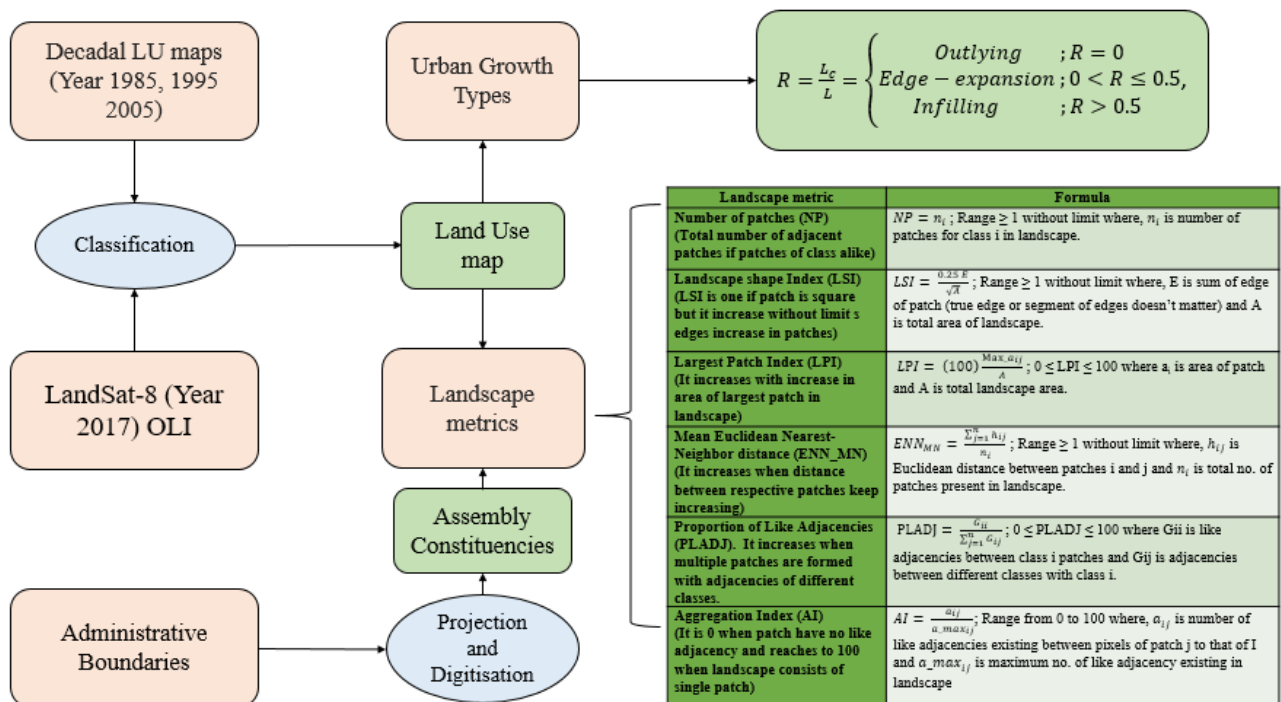 Decadal LU maps
(Year 1985, 1995
2005)
Urban Growth
Types
R = L_c/L = { Outlying ; R = 0
Edge − expansion ; 0 < R ≤ 0.5,
Infilling ; R > 0.5
Classification
Land Use
map
LandSat-8 (Year
2017) OLI
Landscape
metrics
Assembly
Constituencies
Administrative
Boundaries
Projection
and
Digitisation
Landscape metric
Formula
Number of patches (NP)
(Total number of adjacent
patches if patches of class alike)
NP = n_i ; Range ≥ 1 without limit where, n_i is number of
patches for class i in landscape.
Landscape shape Index (LSI)
(LSI is one if patch is square
but it increase without limit s
edges increase in patches)
LSI = 0.25 E/√A ; Range ≥ 1 without limit where, E is sum of edge
of patch (true edge or segment of edges doesn't matter) and A
is total area of landscape.
Largest Patch Index (LPI)
(It increases with increase in
area of largest patch in
landscape)
LPI = (100) Max_a_ij/A ; 0 ≤ LPI ≤ 100 where a_i is area of patch
and A is total landscape area.
Mean Euclidean Nearest-
Neighbor distance (ENN_MN)
(It increases when distance
between respective patches keep
increasing)
ENN_MN = ∑_{j=1}^{n} h_ij/n_i ; Range ≥ 1 without limit where, h_ij is
Euclidean distance between patches i and j and n_i is total no. of
patches present in landscape.
Proportion of Like Adjacencies
(PLADJ). It increases when
multiple patches are formed
with adjacencies of different
classes.
PLADJ = G_ii/∑_{j=1}^{n} G_ij ; 0 ≤ PLADJ ≤ 100 where Gii is like
adjacencies between class i patches and Gij is adjacencies
between different classes with class i.
Aggregation Index (AI)
(It is 0 when patch have no like
adjacency and reaches to 100
when landscape consists of
single patch)
AI = a_ij/a_max_ij; Range from 0 to 100 where, a_ij is number of
like adjacencies existing between pixels of patch j to that of I
and a_max_ij is maximum no. of like adjacency existing in
landscape